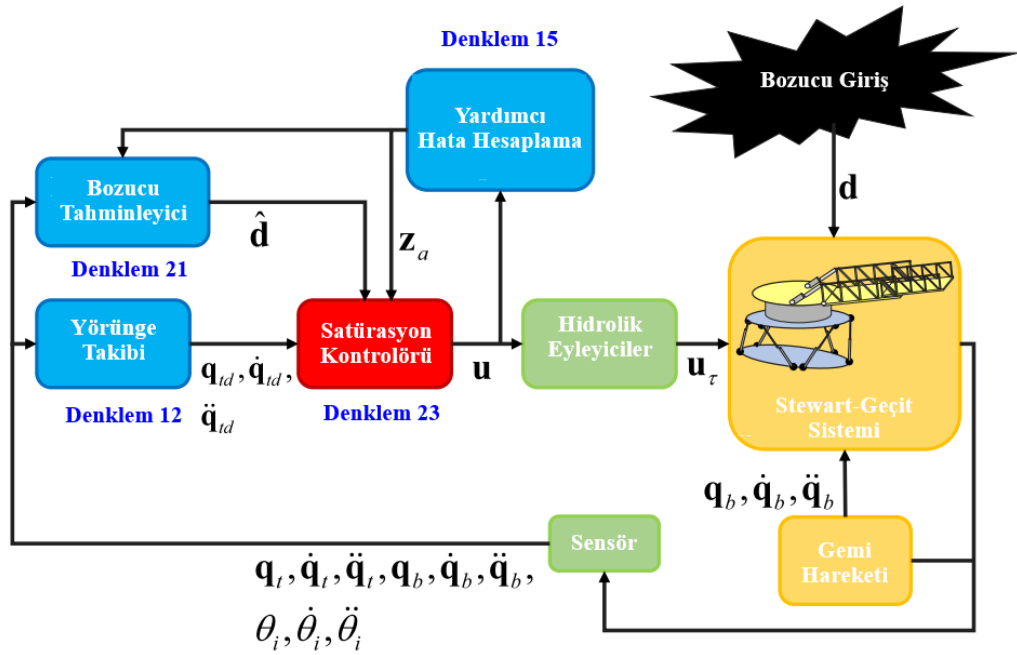 Denklem 15
Yardımcı
Hata Hesaplama
Bozucu Giriş
Bozucu
Tahminleyici
d̂
z_a
d
Denklem 21
Yörünge
Takibi
q_td, q̇_td,
q̈_td
Denklem 12
Satürasyon
Kontrolörü
Denklem 23
u
Hidrolik
Eyleyiciler
u_τ
Stewart-Geçit
Sistemi
q_b, q̇_b, q̈_b
Gemi
Hareketi
Sensör
q_t, q̇_t, q̈_t, q_b, q̇_b, q̈_b,
θ_i, θ̇_i, θ̈_i